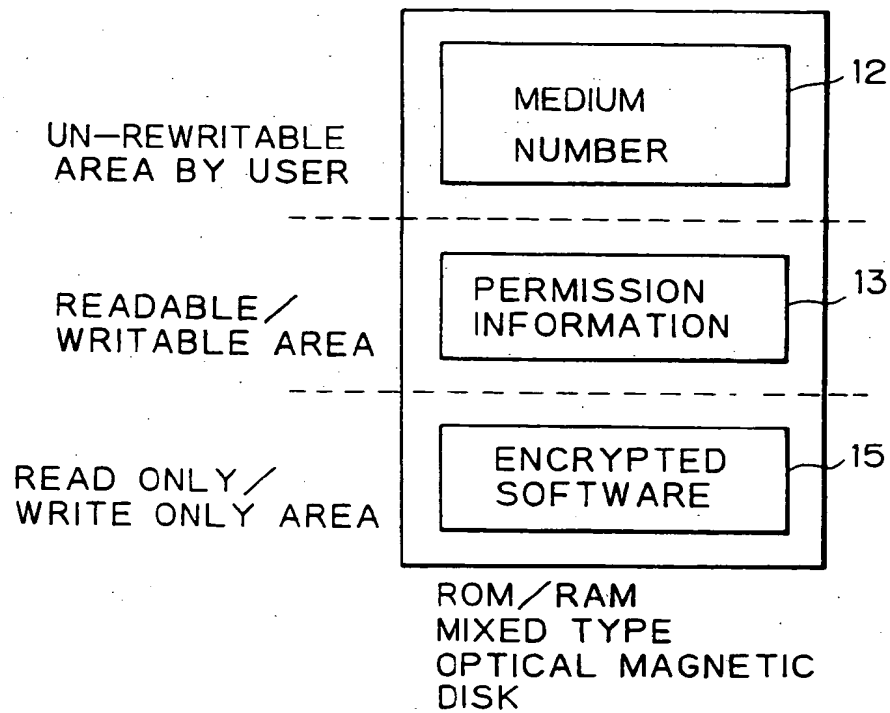 MEDIUM
NUMBER
12
UN-REWRITABLE
AREA BY USER
PERMISSION
INFORMATION
13
READABLE/
WRITABLE AREA
ENCRYPTED
SOFTWARE
15
READ ONLY/
WRITE ONLY AREA
ROM/RAM
MIXED TYPE
OPTICAL MAGNETIC
DISK